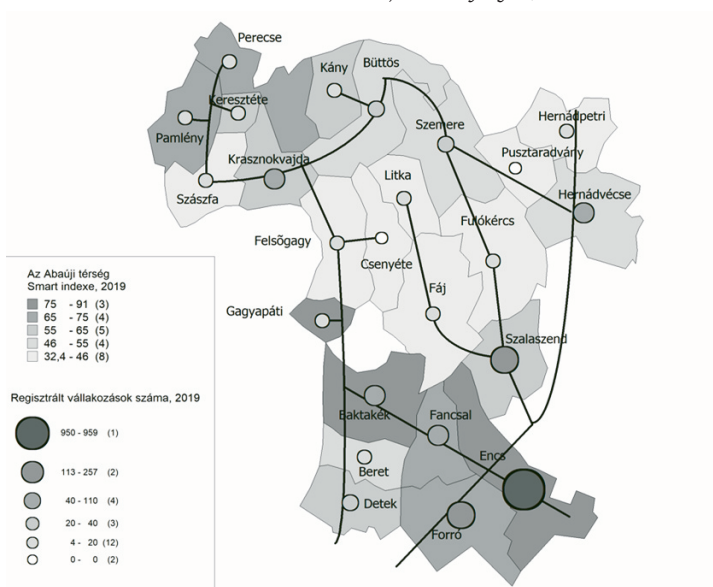 Perecse
Kány
Büttös
Keresztéte
Pamlény
Szemere
Hernádpetri
Pusztaradvány
Krasznokvajda
Szászfa
Litka
Hernádvécse
Fulókércs
Felsõgagy
Csenyéte
Az Abaúji térség
Smart indexe, 2019
75 - 91 (3)
65 - 75 (4)
55 - 65 (5)
46 - 55 (4)
32,4 - 46 (8)
Fáj
Gagyapáti
Szalaszend
Regisztrált vállakozások száma, 2019
950 - 959 (1)
113 - 257 (2)
40 - 110 (4)
20 - 40 (3)
4 - 20 (12)
0 - 0 (2)
Baktakék
Fancsal
Encs
Beret
Detek
Forró